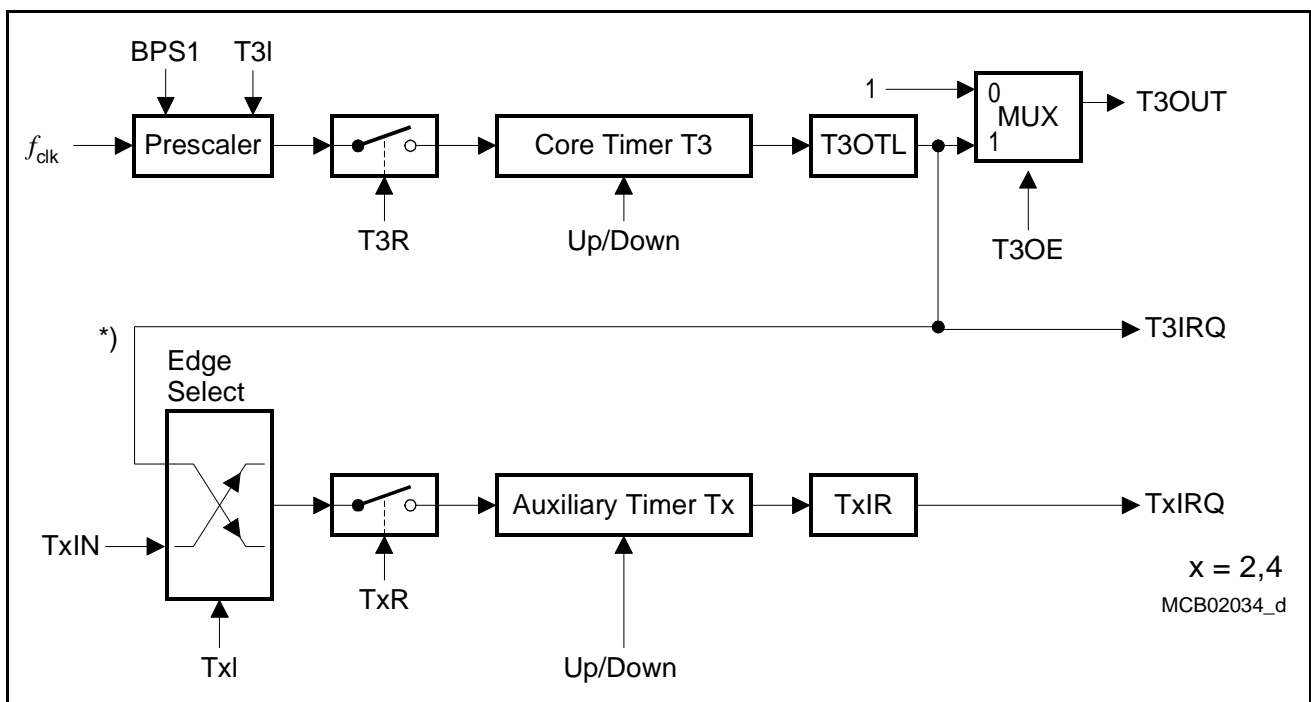 BPS1 T3I
f clk
Prescaler
T3R
Core Timer T3
Up/Down
T3OTL
1
0
MUX
1
T3OUT
T3OE
*)
T3IRQ
Edge
Select
TxIN
TxI
TxR
Auxiliary Timer Tx
Up/Down
TxIR
TxIRQ
x = 2,4
MCB02034_d